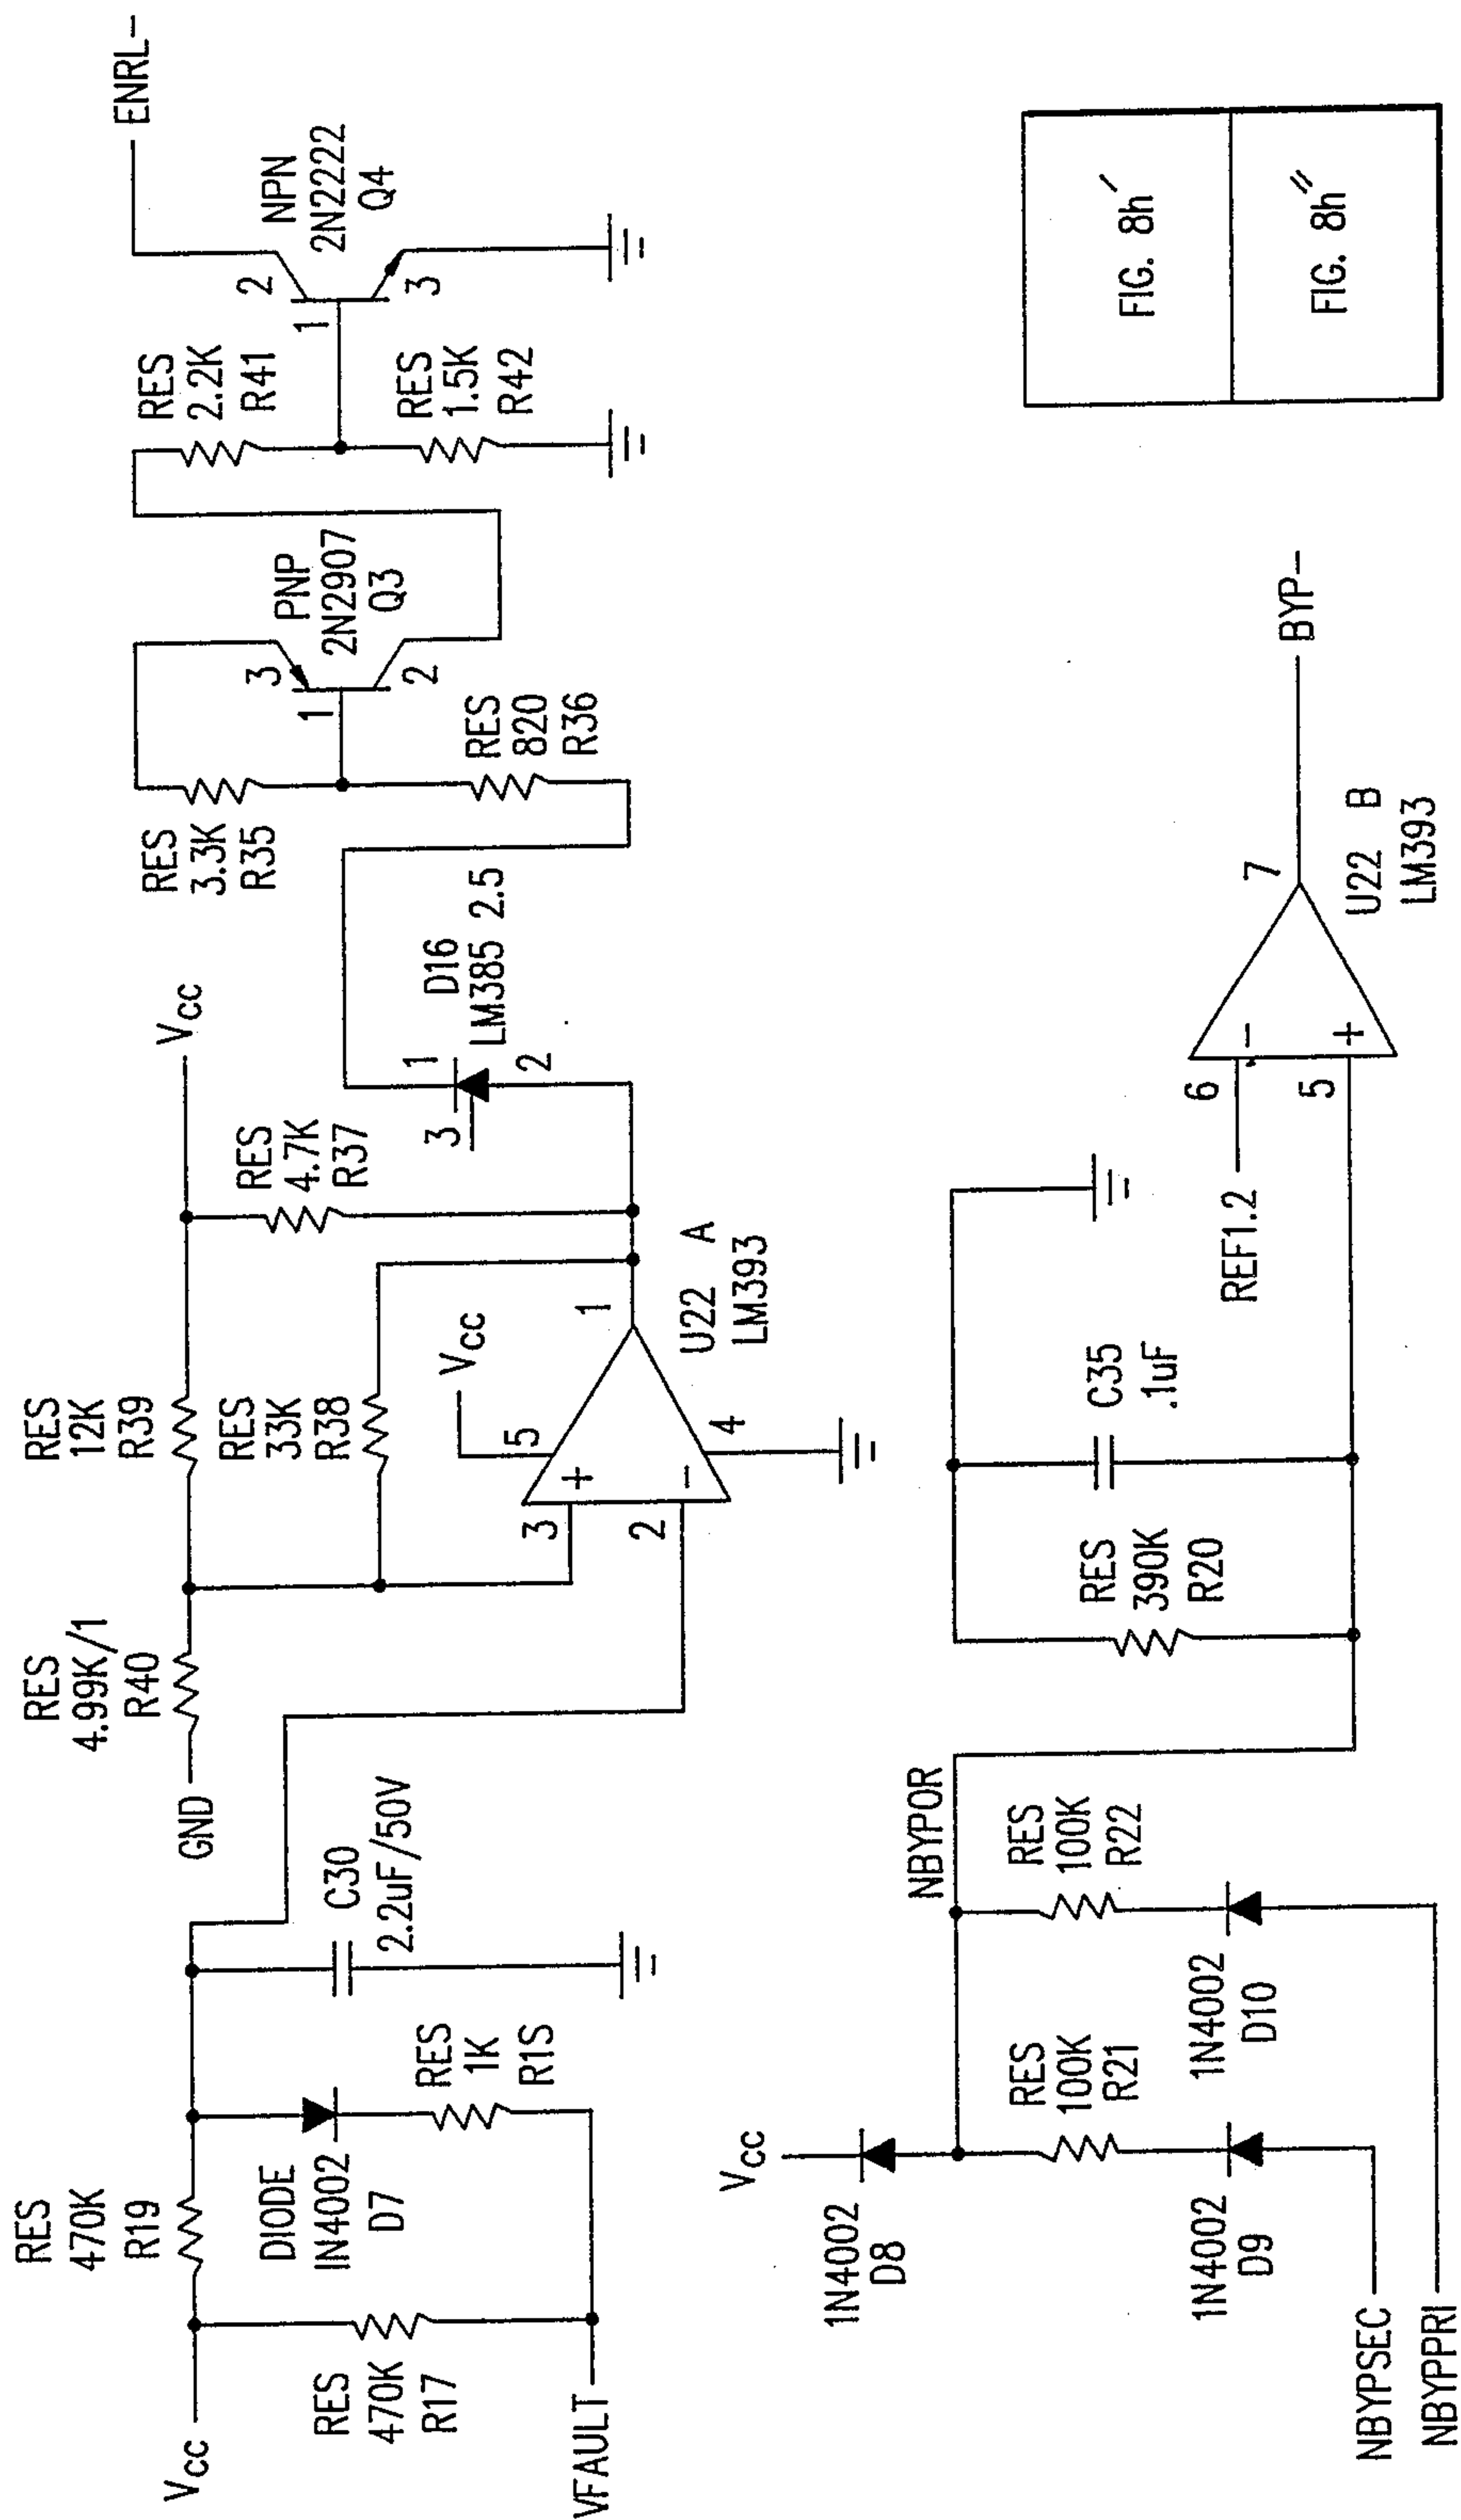 RES
470K
R19
Vcc
RES
470K
R17
VFAULT
DIODE
IN4002
D7
RES
1K
R1S
C30
2.2uF/50V
GND
RES
4.99K/1
R40
RES
12K
R39
RES
33K
R38
Vcc
3
2
5
4
1
+
-
U22 A
LM393
RES
4.7K
R37
Vcc
D16
LM385 2.5
1
2
3
RES
3.3K
R35
RES
820
R36
PNP
2N2907
Q3
3
1
2
RES
2.2K
R41
RES
1.5K
R42
NPN
2N2222
Q4
2
1
3
ENRL-
Vcc
1N4002
D8
NBYPOR
RES
100K
R21
RES
100K
R22
1N4002
D9
1N4002
D10
NBYPSEC
NBYPPRI
RES
390K
R20
C35
.1uF
REF1.2
6
5
-
+
7
U22 B
LM393
BYP-
FIG. 8h′
FIG. 8h″